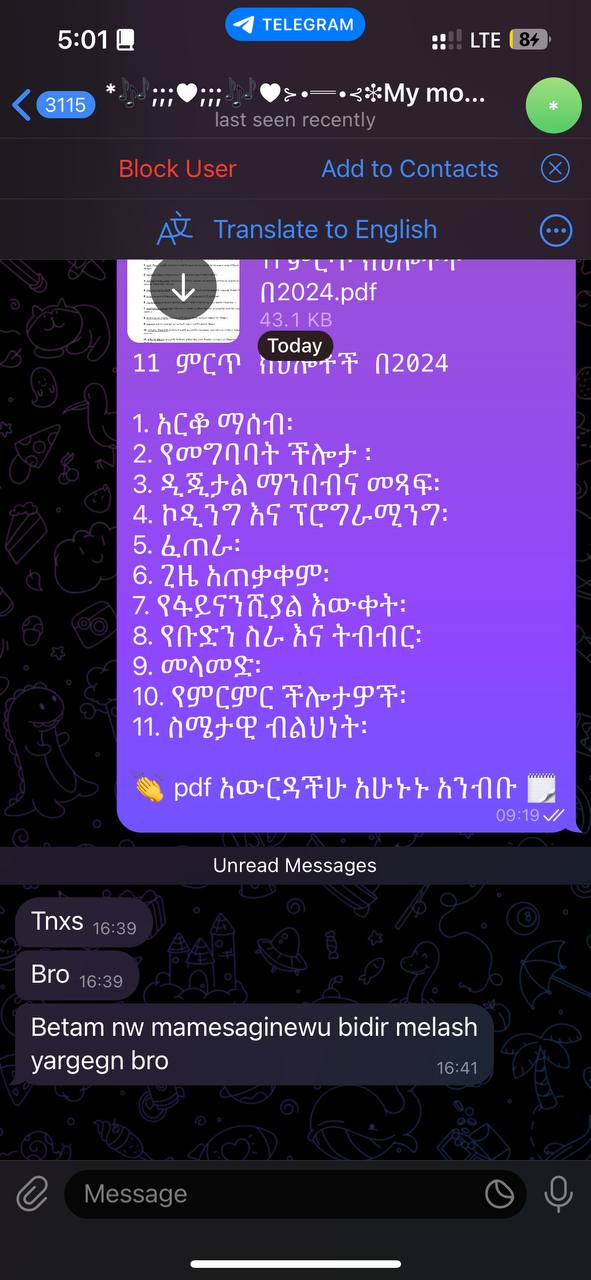 5:01
TELEGRAM
LTE
8
3115
*🎶;;;♥;;;🎶♥⋟•══•⋞❇My mo...
last seen recently
*
Block User
Add to Contacts
Translate to English
በ2024.pdf
43.1 KB
Today
11 ምርጥ ክህሎቶች በ2024
1. አርቆ ማሰብ፡
2. የመግባባት ችሎታ ፡
3. ዲጂታል ማንበብና መጻፍ፡
4. ኮዲንግ እና ፕሮግራሚንግ፡
5. ፈጠራ፡
6. ጊዜ አጠቃቀም፡
7. የፋይናንሺያል እውቀት፡
8. የቡድን ስራ እና ትብብር፡
9. መላመድ፡
10. የምርምር ችሎታዎች፡
11. ስሜታዊ ብልህነት፡
👏 pdf አውርዳችሁ አሁኑኑ አንብቡ 🗒
09:19
Unread Messages
Tnxs 16:39
Bro 16:39
Betam nw mamesaginewu bidir melash
yargegn bro 16:41
Message